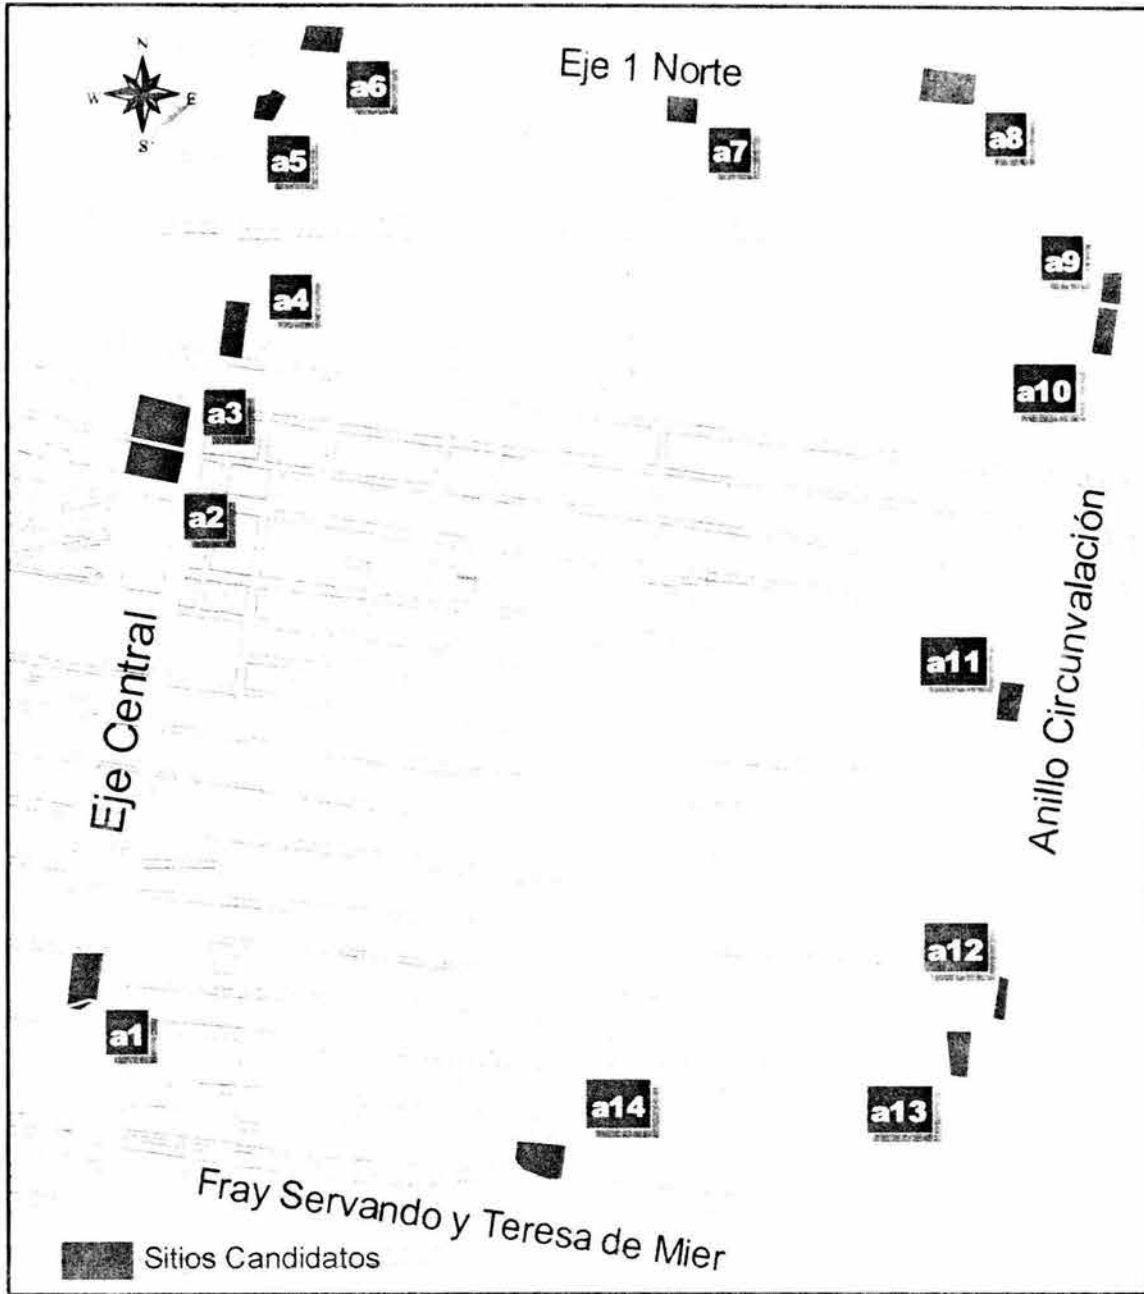 N
W E
S
Eje 1 Norte
a6
a5
a7
a8
a9
a4
a10
a3
a2
Eje Central
a11
Anillo Circunvalación
a12
a1
a14
a13
Fray Servando y Teresa de Mier
Sitios Candidatos